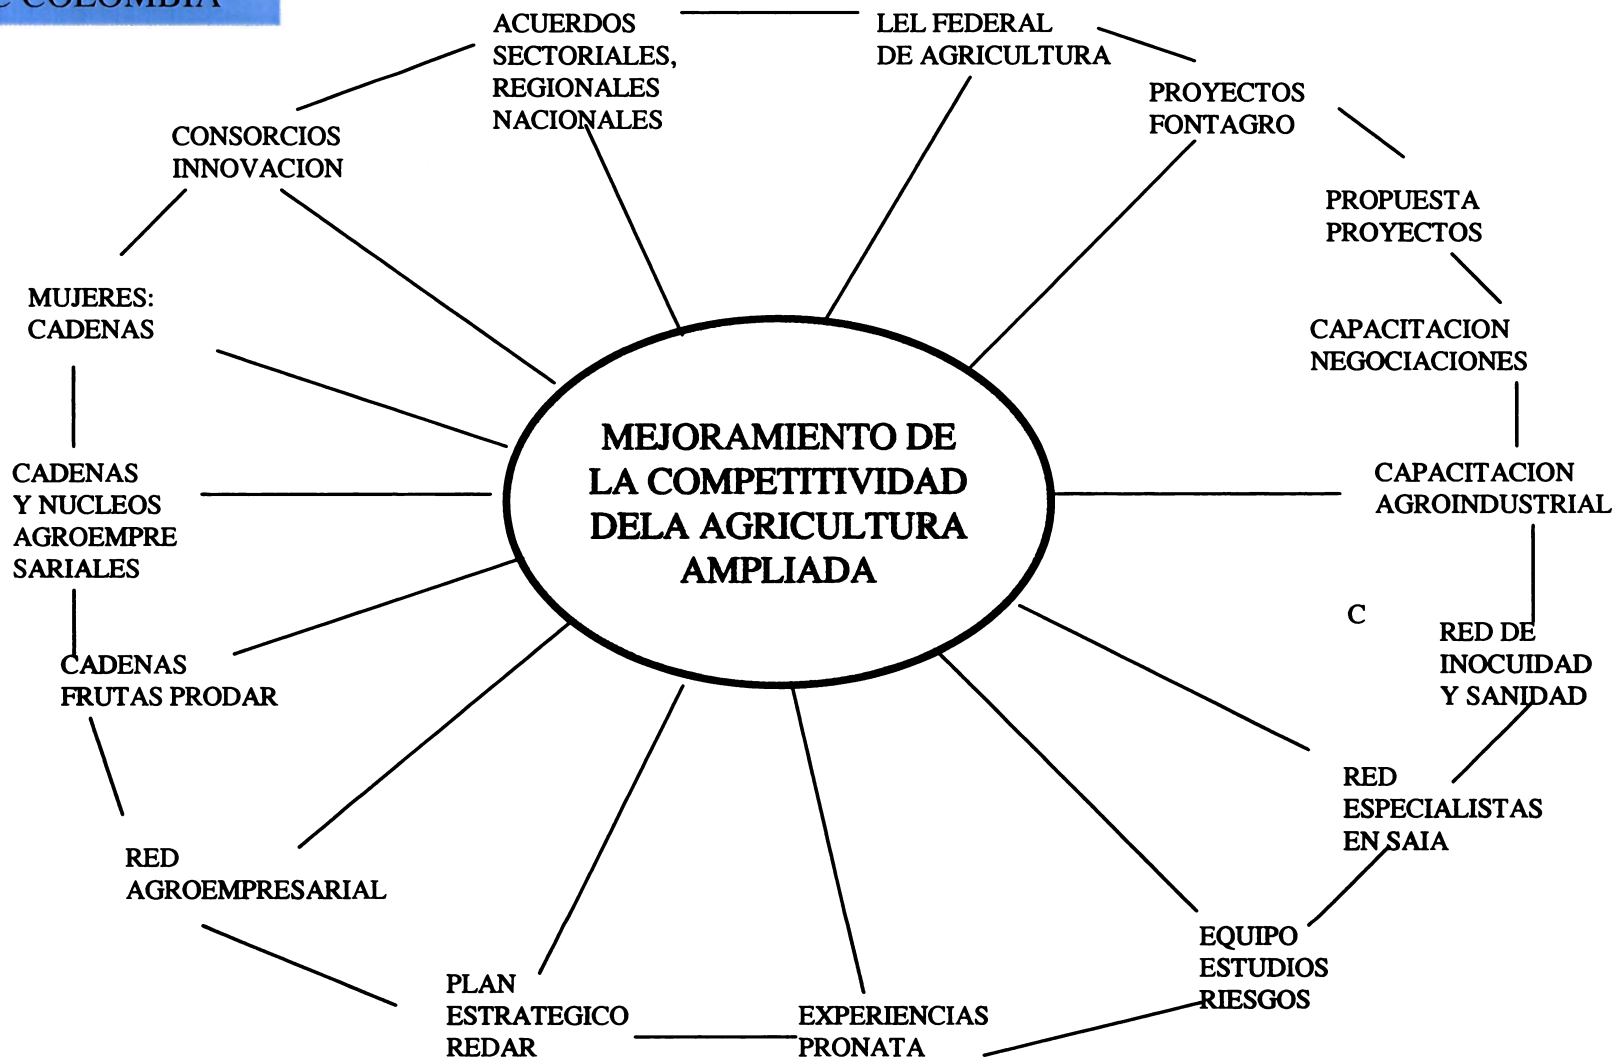 C COLOMBIA
ACUERDOS
SECTORIALES,
REGIONALES
NACIONALES
LEL FEDERAL
DE AGRICULTURA
PROYECTOS
FONTAGRO
PROPUESTA
PROYECTOS
CAPACITACION
NEGOCIACIONES
CAPACITACION
AGROINDUSTRIAL
C
RED DE
INOCUIDAD
Y SANIDAD
RED
ESPECIALISTAS
EN SAIA
EQUIPO
ESTUDIOS
RIESGOS
EXPERIENCIAS
PRONATA
PLAN
ESTRATEGICO
REDAR
RED
AGROEMPRESARIAL
CADENAS
FRUTAS PRODAR
CADENAS
Y NUCLEOS
AGROEMPRE
SARIALES
MUJERES:
CADENAS
CONSORCIOS
INNOVACION
MEJORAMIENTO DE
LA COMPETITIVIDAD
DELA AGRICULTURA
AMPLIADA